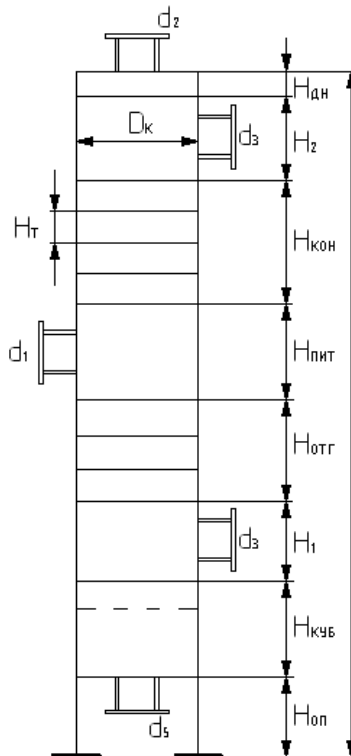 d₂
Hдн
Dк
d₃
H₂
Hт
Hкон
d₁
Hпит
Hотг
d₃
H₁
Hкуб
d₅
Hоп